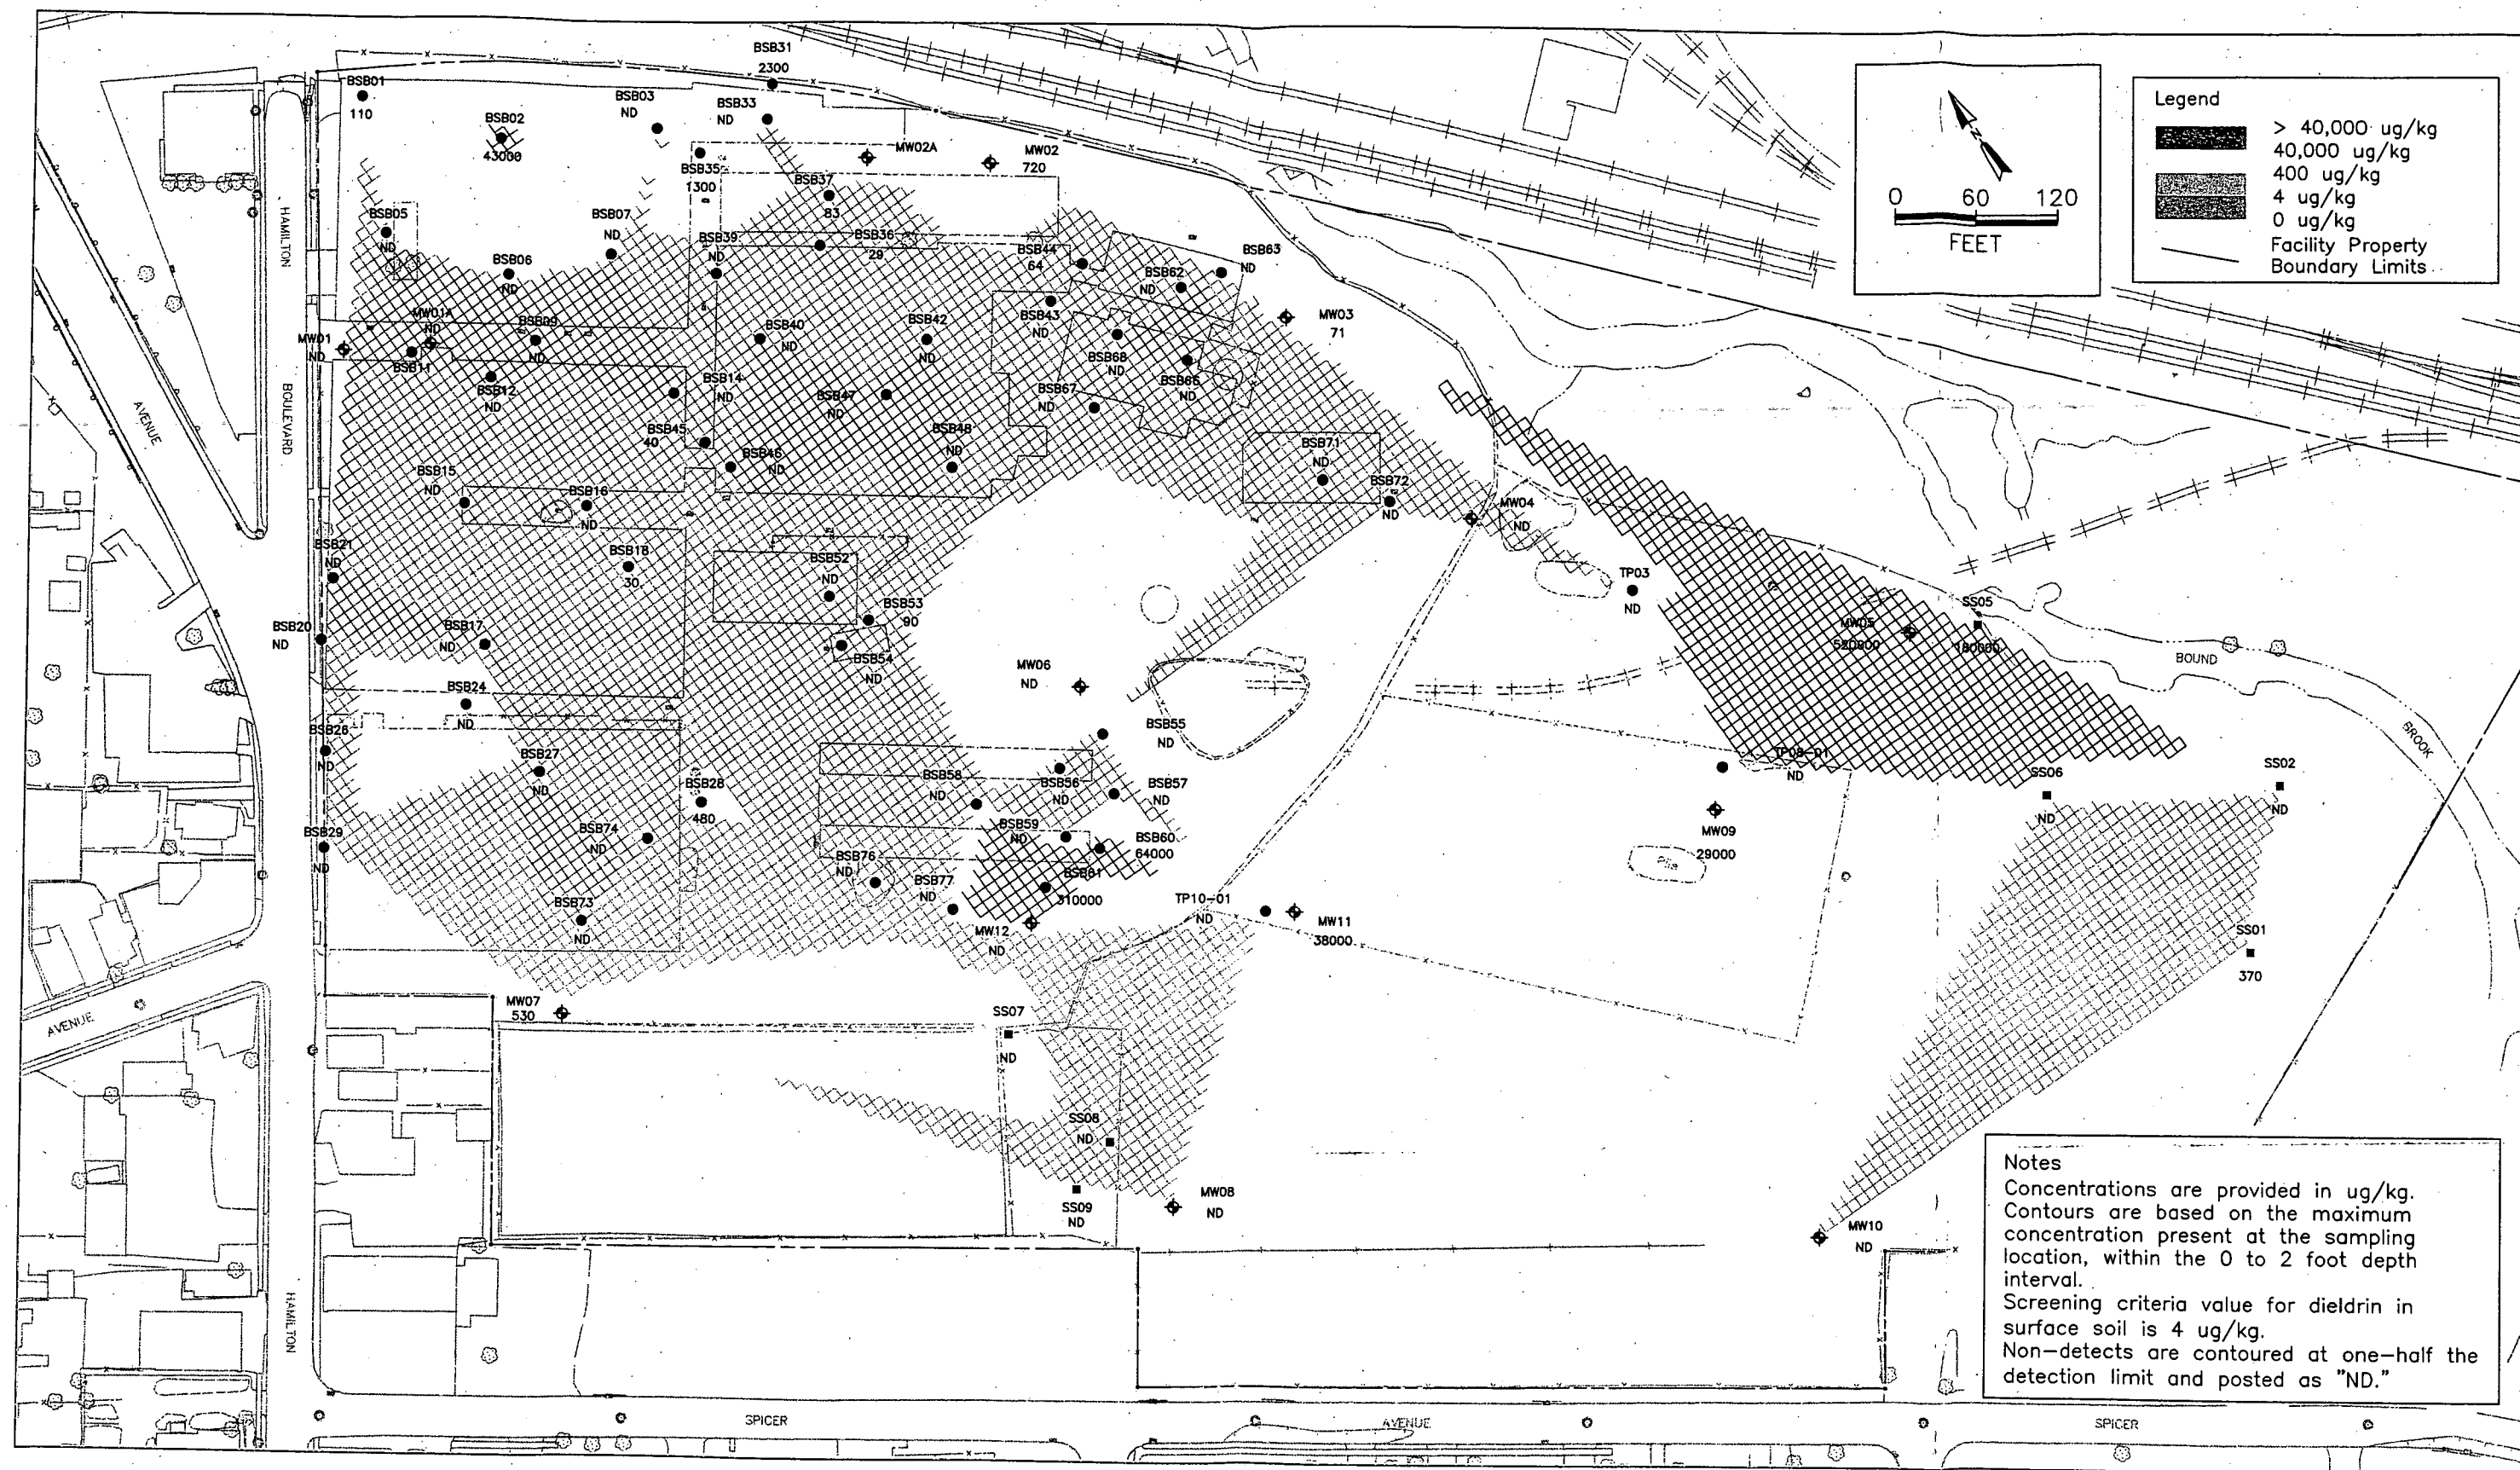 BSB31
2300
BSB01
110
BSB02
43000
BSB03
ND
BSB33
ND
BSB35
1300
MW02A
MW02
720
BSB37
83
BSB05
ND
BSB06
ND
BSB07
ND
BSB39
ND
BSB36
29
BSB44
64
BSB62
ND
BSB63
ND
MW01A
ND
MW01
ND
BSB11
BSB09
ND
BSB12
ND
BSB14
ND
BSB40
ND
BSB42
ND
BSB43
ND
BSB68
ND
BSB66
ND
MW03
71
BSB45
40
BSB47
ND
BSB67
ND
BSB46
ND
BSB48
ND
BSB71
ND
BSB72
ND
MW04
ND
BSB15
ND
BSB16
ND
BSB21
ND
BSB18
30
BSB52
ND
BSB53
90
BSB54
ND
TP03
ND
SS05
180000
MW05
520000
BSB20
ND
BSB17
ND
MW06
ND
BSB24
ND
BSB26
ND
BSB27
ND
BSB28
480
BSB55
ND
BSB58
ND
BSB56
ND
BSB57
ND
TP08-01
ND
SS06
ND
SS02
ND
BSB29
ND
BSB74
ND
BSB59
ND
BSB60
64000
MW09
29000
Pits
BSB76
ND
BSB77
ND
BSB61
310000
BSB73
ND
MW12
ND
TP10-01
ND
MW11
38000
SS01
370
MW07
530
SS07
ND
SS08
ND
SS09
ND
MW08
ND
MW10
ND
HAMILTON
BOULEVARD
AVENUE
AVENUE
HAMILTON
BOUND
BROOK
SPICER
AVENUE
SPICER
N
0 60 120
FEET
Legend
> 40,000 ug/kg
40,000 ug/kg
400 ug/kg
4 ug/kg
0 ug/kg
Facility Property
Boundary Limits
Notes
Concentrations are provided in ug/kg.
Contours are based on the maximum
concentration present at the sampling
location, within the 0 to 2 foot depth
interval.
Screening criteria value for dieldrin in
surface soil is 4 ug/kg.
Non-detects are contoured at one-half the
detection limit and posted as "ND."